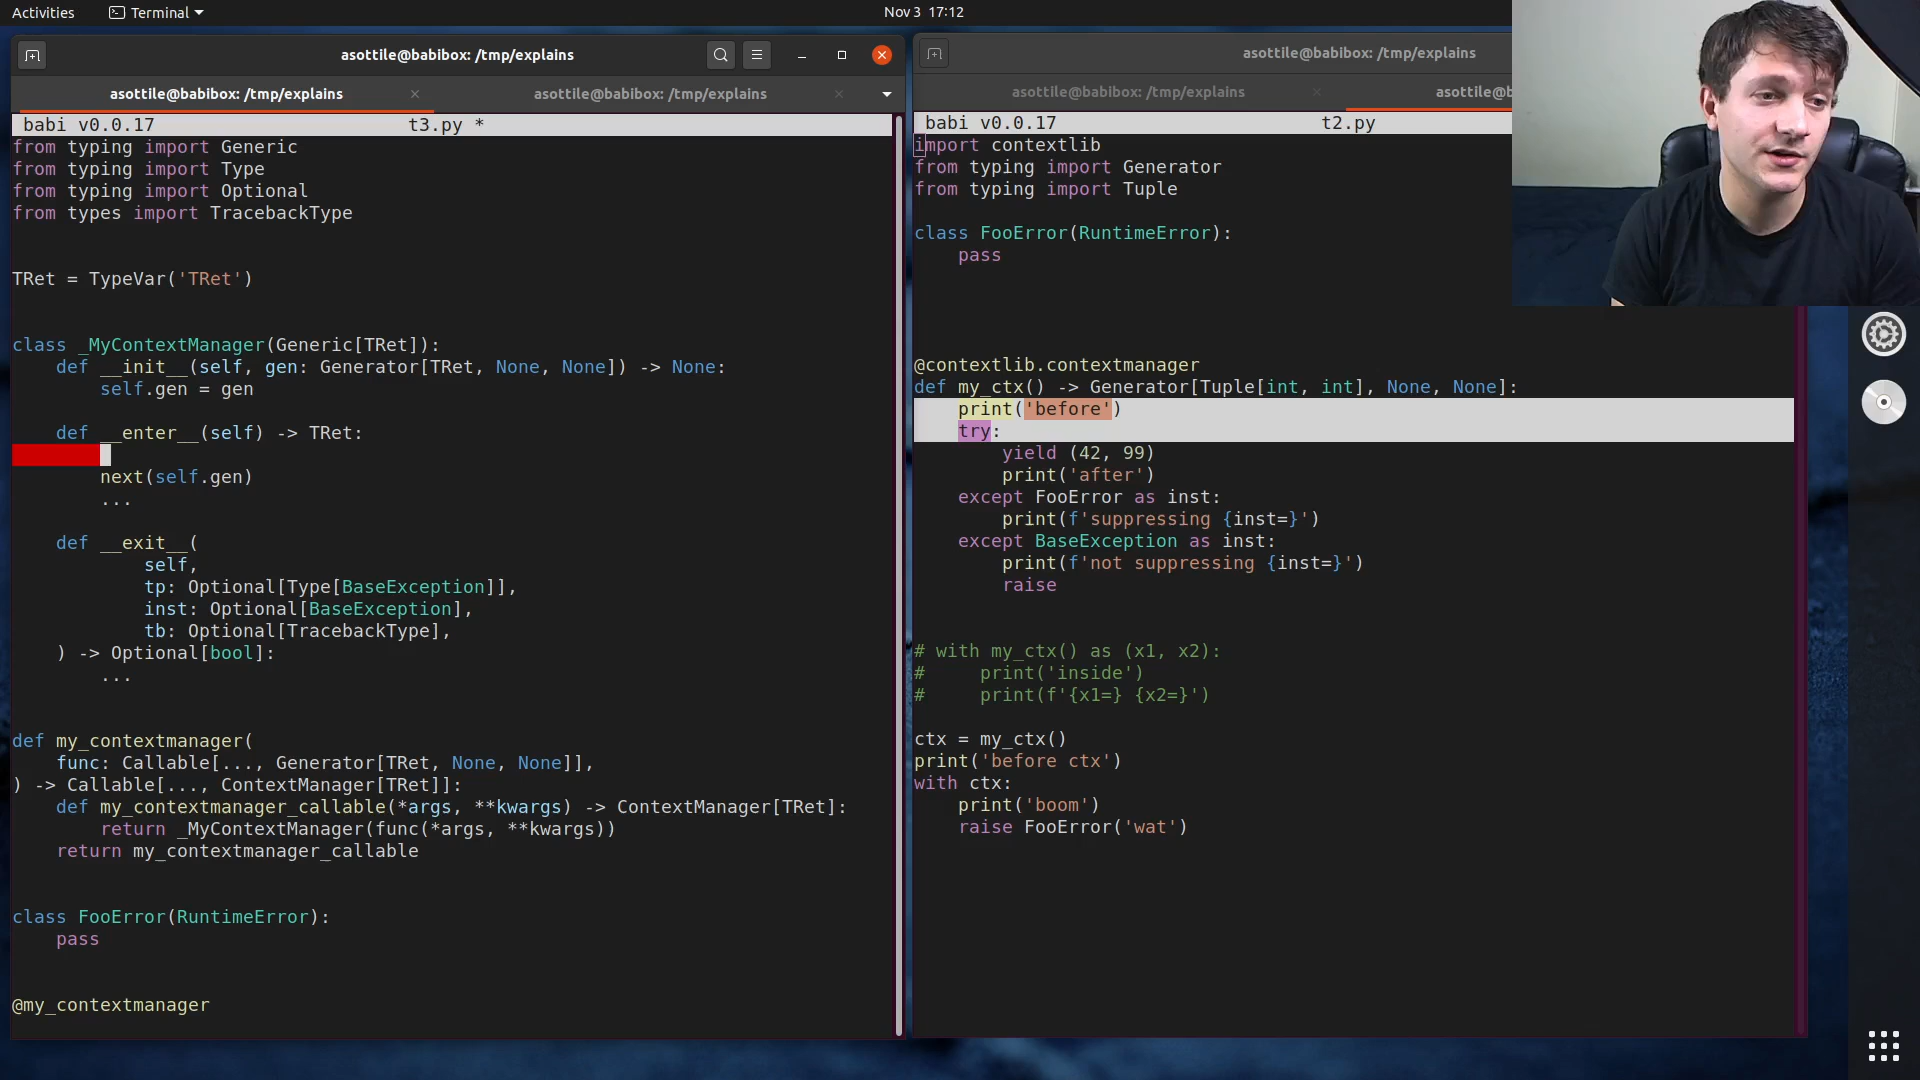 Activities
Terminal
Nov 3 17:12
asottile@babibox: /tmp/explains
asottile@babibox: /tmp/explains
asottile@babibox: /tmp/explains
babi v0.0.17 t3.py *
from typing import Generic
from typing import Type
from typing import Optional
from types import TracebackType
TRet = TypeVar('TRet')
class _MyContextManager(Generic[TRet]):
    def __init__(self, gen: Generator[TRet, None, None]) -> None:
        self.gen = gen
    def __enter__(self) -> TRet:
        next(self.gen)
        ...
    def __exit__(
            self,
            tp: Optional[Type[BaseException]],
            inst: Optional[BaseException],
            tb: Optional[TracebackType],
    ) -> Optional[bool]:
        ...
def my_contextmanager(
    func: Callable[..., Generator[TRet, None, None]],
) -> Callable[..., ContextManager[TRet]]:
    def my_contextmanager_callable(*args, **kwargs) -> ContextManager[TRet]:
        return _MyContextManager(func(*args, **kwargs))
    return my_contextmanager_callable
class FooError(RuntimeError):
    pass
@my_contextmanager
asottile@babibox: /tmp/explains
asottile@babibox: /tmp/explains
asottile@b
babi v0.0.17 t2.py
import contextlib
from typing import Generator
from typing import Tuple
class FooError(RuntimeError):
    pass
@contextlib.contextmanager
def my_ctx() -> Generator[Tuple[int, int], None, None]:
    print('before')
    try:
        yield (42, 99)
        print('after')
    except FooError as inst:
        print(f'suppressing {inst=}')
    except BaseException as inst:
        print(f'not suppressing {inst=}')
        raise
# with my_ctx() as (x1, x2):
#     print('inside')
#     print(f'{x1=} {x2=}')
ctx = my_ctx()
print('before ctx')
with ctx:
    print('boom')
    raise FooError('wat')